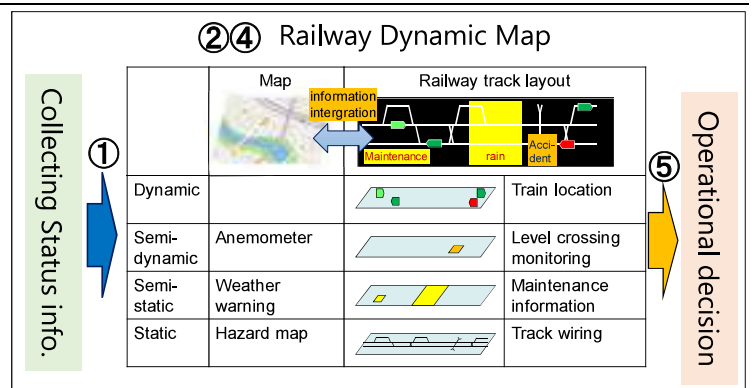 ②④ Railway Dynamic Map
Collecting Status info.
①
Map
Railway track layout
information
intergration
Maintenance
rain
Acci-
dent
Dynamic
Train location
Semi-
dynamic
Anemometer
Level crossing
monitoring
Semi-
static
Weather
warning
Maintenance
information
Static
Hazard map
Track wiring
⑤
Operational decision